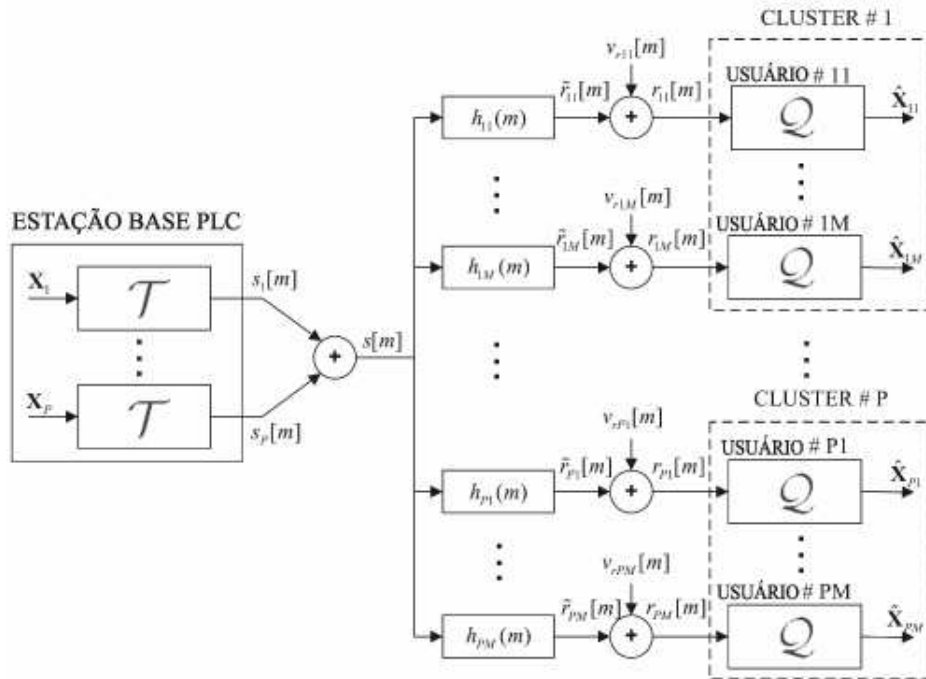 CLUSTER # 1
v_{r11}[m]
USUÁRIO # 11
h_{11}(m)
r̃_{11}[m]
+
r_{11}[m]
Q
X̂_{11}
v_{r1M}[m]
USUÁRIO # 1M
h_{1M}(m)
r̃_{1M}[m]
+
r_{1M}[m]
Q
X̂_{1M}
ESTAÇÃO BASE PLC
X_1
T
s_1[m]
+
s[m]
X_P
T
s_P[m]
CLUSTER # P
v_{rP1}[m]
USUÁRIO # P1
h_{P1}(m)
r̃_{P1}[m]
+
r_{P1}[m]
Q
X̂_{P1}
v_{rPM}[m]
USUÁRIO # PM
h_{PM}(m)
r̃_{PM}[m]
+
r_{PM}[m]
Q
X̂_{PM}